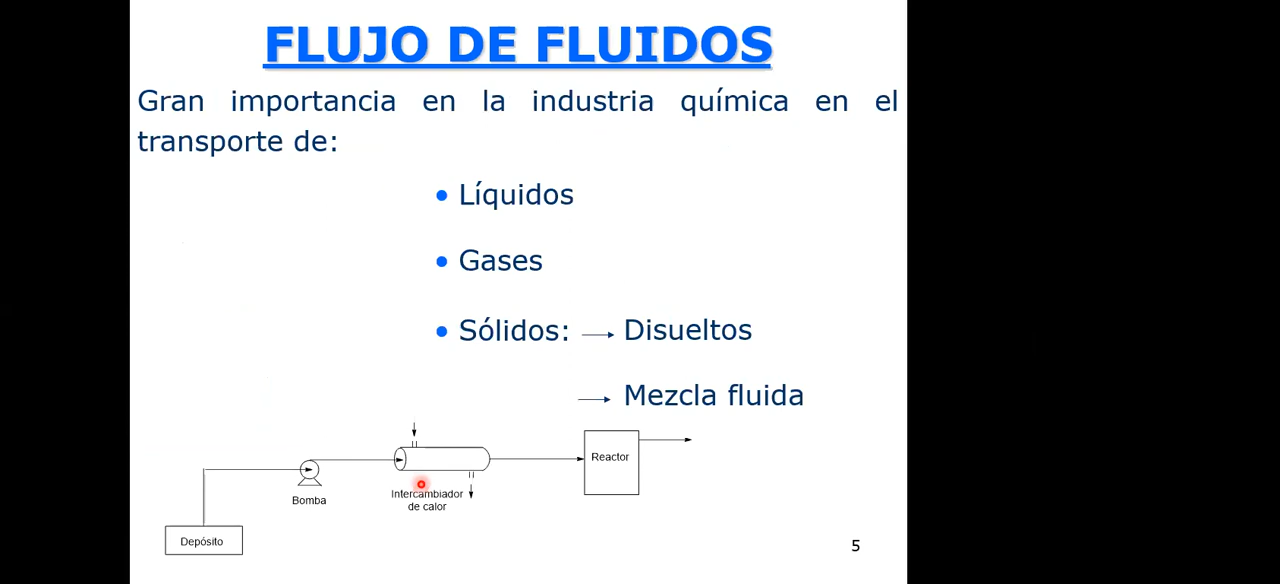 FLUJO DE FLUIDOS
Gran importancia en la industria química en el
transporte de:
• Líquidos
• Gases
• Sólidos: → Disueltos
→ Mezcla fluida
Reactor
Intercambiador
de calor
Bomba
Depósito
5